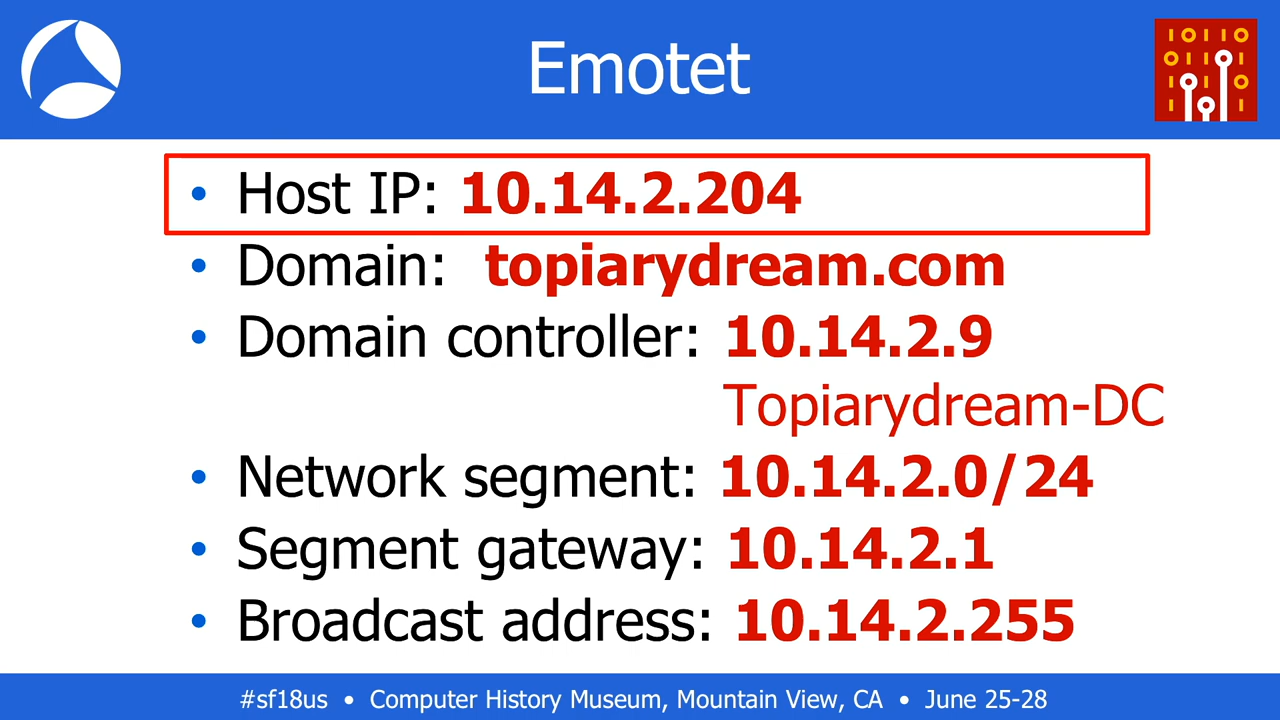 Emotet
• Host IP: 10.14.2.204
• Domain: topiarydream.com
• Domain controller: 10.14.2.9
Topiarydream-DC
• Network segment: 10.14.2.0/24
• Segment gateway: 10.14.2.1
• Broadcast address: 10.14.2.255
#sf18us • Computer History Museum, Mountain View, CA • June 25-28